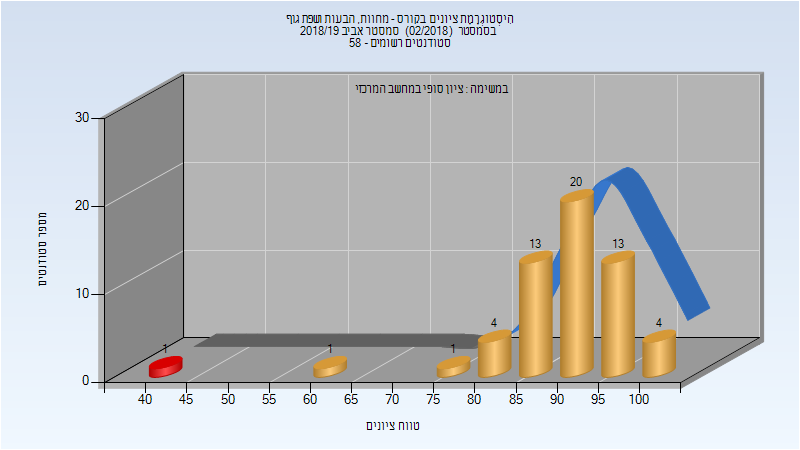 היסטוגרמת ציונים בקורס - מחוות, הבעות ושפת גוף
בסמסטר (02/2018) סמסטר אביב 2018/19
סטודנטים רשומים - 58
במשימה : ציון סופי במחשב המרכזי
30
20
10
0
מספר סטודנטים
1
1
1
4
13
20
13
4
40 45 50 55 60 65 70 75 80 85 90 95 100
טווח ציונים